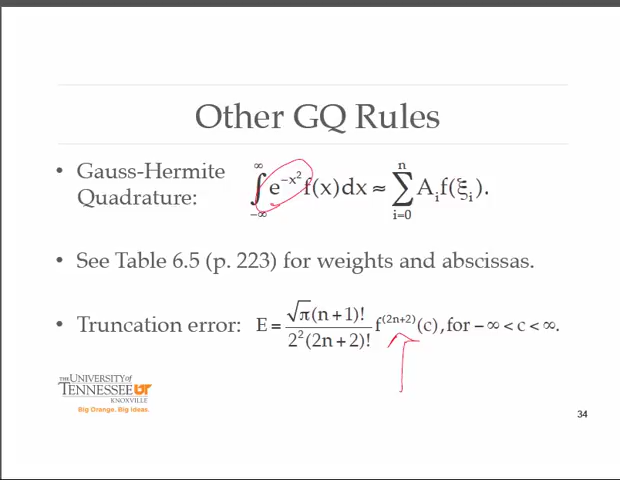 Other GQ Rules
• Gauss-Hermite Quadrature: ∫_{−∞}^{∞} e^{−x²} f(x)dx ≈ ∑_{i=0}^{n} A_i f(ξ_i).
• See Table 6.5 (p. 223) for weights and abscissas.
• Truncation error: E = √π(n+1)! / 2²(2n+2)! f^{(2n+2)}(c), for −∞ < c < ∞.
THE UNIVERSITY of
TENNESSEE UT
KNOXVILLE
Big Orange. Big Ideas.
34